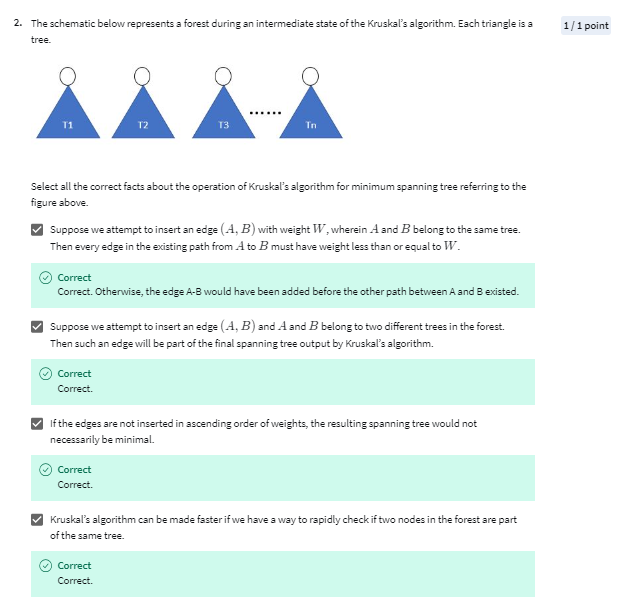 2. The schematic below represents a forest during an intermediate state of the Kruskal's algorithm. Each triangle is a
tree.
1 / 1 point
T1 T2 T3 ...... Tn
Select all the correct facts about the operation of Kruskal's algorithm for minimum spanning tree referring to the
figure above.
Suppose we attempt to insert an edge (A, B) with weight W, wherein A and B belong to the same tree.
Then every edge in the existing path from A to B must have weight less than or equal to W.
Correct
Correct. Otherwise, the edge A-B would have been added before the other path between A and B existed.
Suppose we attempt to insert an edge (A, B) and A and B belong to two different trees in the forest.
Then such an edge will be part of the final spanning tree output by Kruskal's algorithm.
Correct
Correct.
If the edges are not inserted in ascending order of weights, the resulting spanning tree would not
necessarily be minimal.
Correct
Correct.
Kruskal's algorithm can be made faster if we have a way to rapidly check if two nodes in the forest are part
of the same tree.
Correct
Correct.